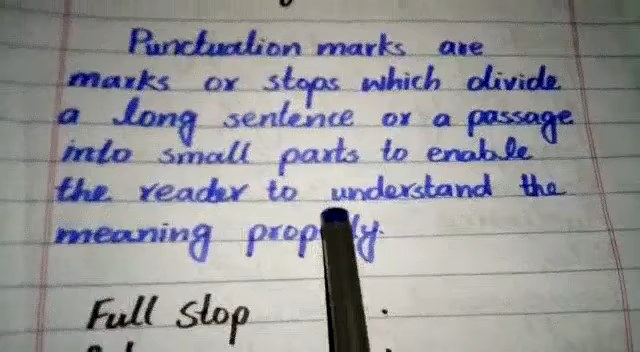 Punctuation marks are
marks or stops which divide
a long sentence or a passage
into small parts to enable
the reader to understand the
meaning properly.
Full stop .